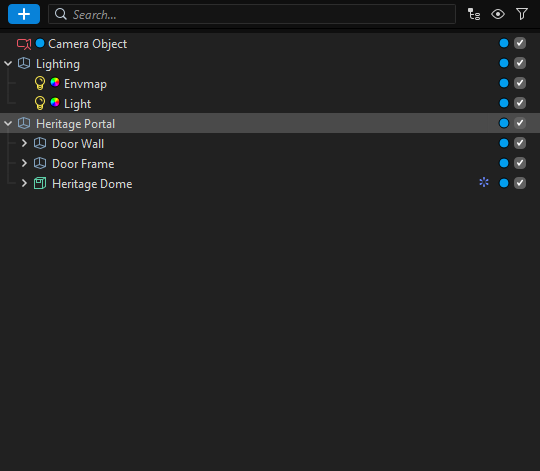 Search...
Camera Object
Lighting
Envmap
Light
Heritage Portal
Door Wall
Door Frame
Heritage Dome